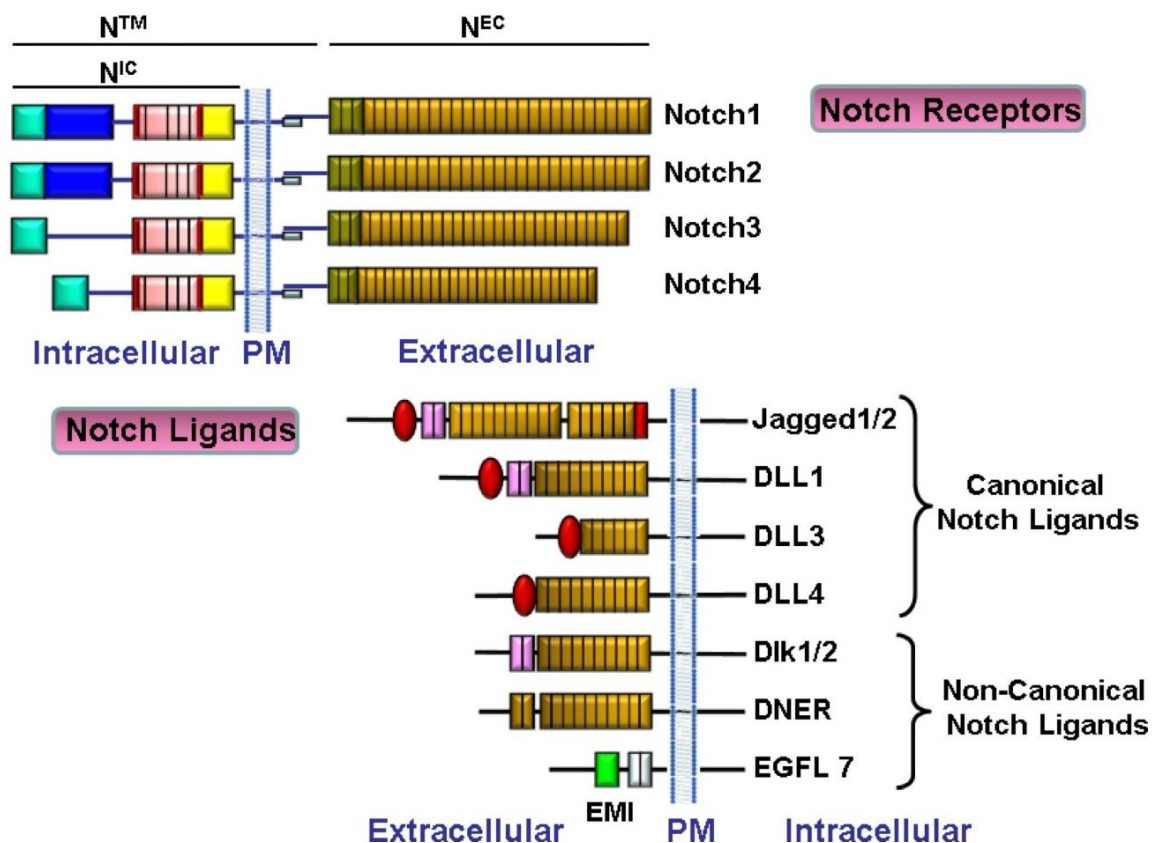 N^TM N^EC
N^IC
Notch1
Notch Receptors
Notch2
Notch3
Notch4
Intracellular PM Extracellular
Notch Ligands
Jagged1/2
DLL1
Canonical
Notch Ligands
DLL3
DLL4
Dlk1/2
Non-Canonical
Notch Ligands
DNER
EGFL 7
EMI
Extracellular PM Intracellular